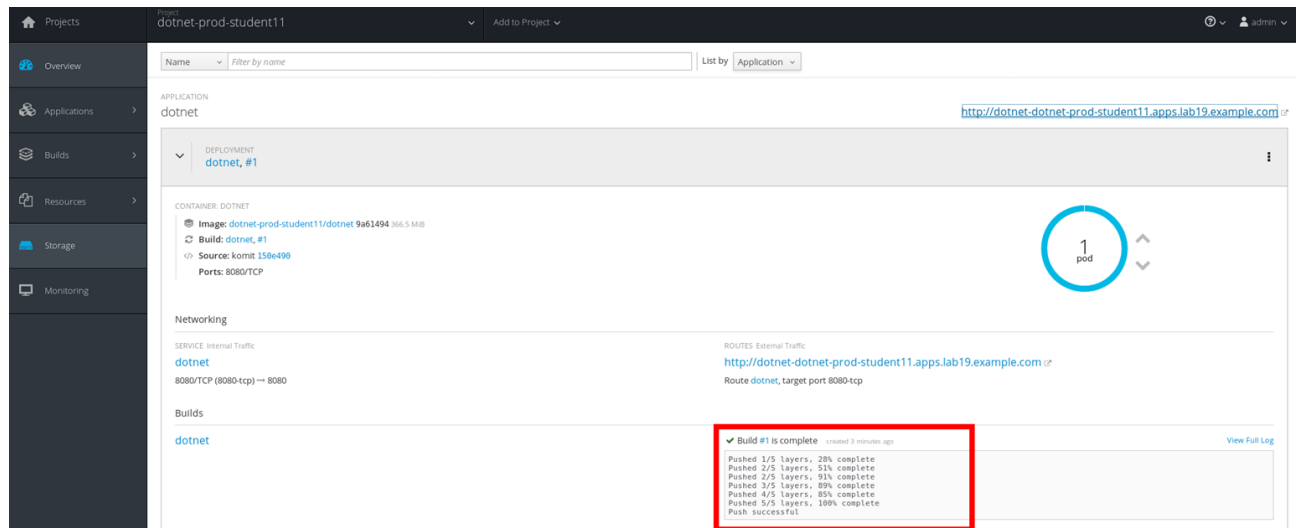 Projects
Project
dotnet-prod-student11
Add to Project
admin
Overview
Name
Filter by name
List by
Application
Applications
APPLICATION
dotnet
http://dotnet-dotnet-prod-student11.apps.lab19.example.com
Builds
DEPLOYMENT
dotnet, #1
Resources
CONTAINER: DOTNET
Image: dotnet-prod-student11/dotnet 9a61494 366.5 MiB
Build: dotnet, #1
Source: komit 150e490
Ports: 8080/TCP
1
pod
Storage
Monitoring
Networking
SERVICE Internal Traffic
dotnet
8080/TCP (8080-tcp) → 8080
ROUTES External Traffic
http://dotnet-dotnet-prod-student11.apps.lab19.example.com
Route dotnet, target port 8080-tcp
Builds
dotnet
Build #1 is complete created 3 minutes ago
View Full Log
Pushed 1/5 layers, 28% complete
Pushed 2/5 layers, 51% complete
Pushed 2/5 layers, 91% complete
Pushed 3/5 layers, 89% complete
Pushed 4/5 layers, 85% complete
Pushed 5/5 layers, 100% complete
Push successful